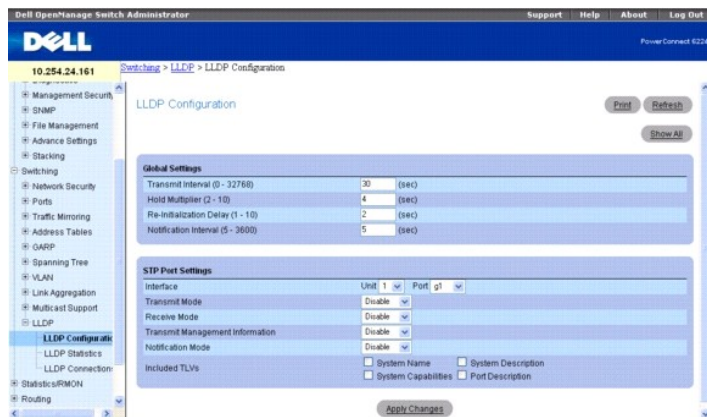 Dell OpenManage Switch Administrator
Support Help About Log Out
DELL
PowerConnect 6224
10.254.24.161
Switching > LLDP > LLDP Configuration
Management Security
SNMP
File Management
Advance Settings
Stacking
Switching
Network Security
Ports
Traffic Mirroring
Address Tables
GARP
Spanning Tree
VLAN
Link Aggregation
Multicast Support
LLDP
LLDP Configuratio
LLDP Statistics
LLDP Connections
Statistics/RMON
Routing
LLDP Configuration
Print Refresh
Show All
Global Settings
Transmit Interval (0 - 32768) 30 (sec)
Hold Multiplier (2 - 10) 4 (sec)
Re-Initialization Delay (1 - 10) 2 (sec)
Notification Interval (5 - 3600) 5 (sec)
STP Port Settings
Interface Unit 1 Port g1
Transmit Mode Disable
Receive Mode Disable
Transmit Management Information Disable
Notification Mode Disable
Included TLVs System Name System Description
System Capabilities Port Description
Apply Changes